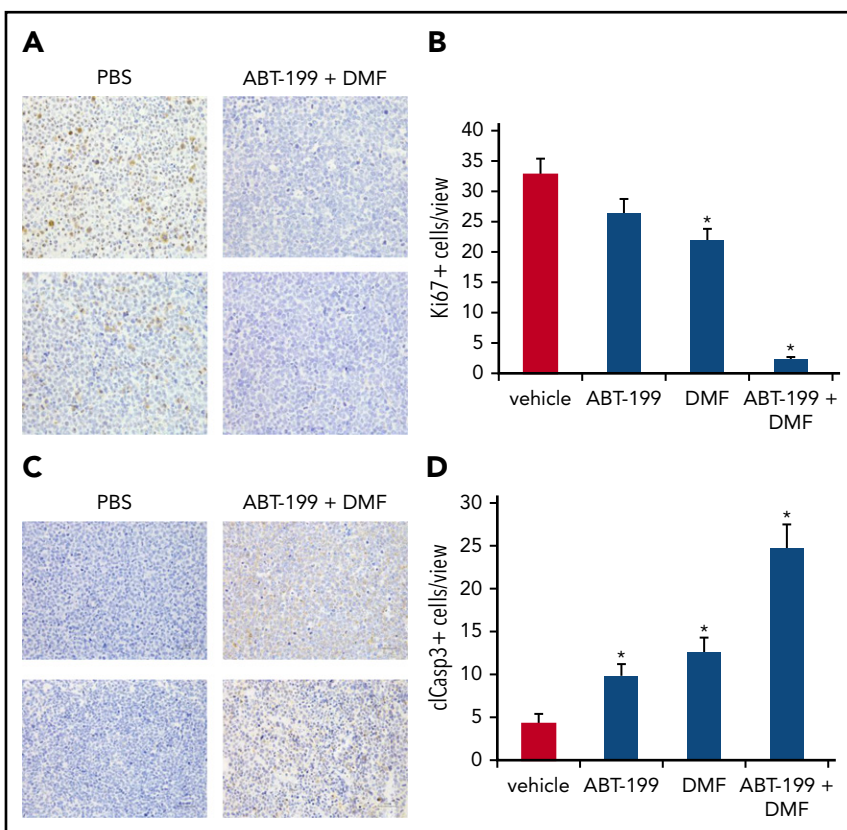 A
PBS
ABT-199 + DMF
B
Ki67+ cells/view
40
35
30
25
20
15
10
5
0
*
*
vehicle
ABT-199
DMF
ABT-199 +
DMF
C
PBS
ABT-199 + DMF
D
clCasp3+ cells/view
30
25
20
15
10
5
0
*
*
*
vehicle
ABT-199
DMF
ABT-199 +
DMF